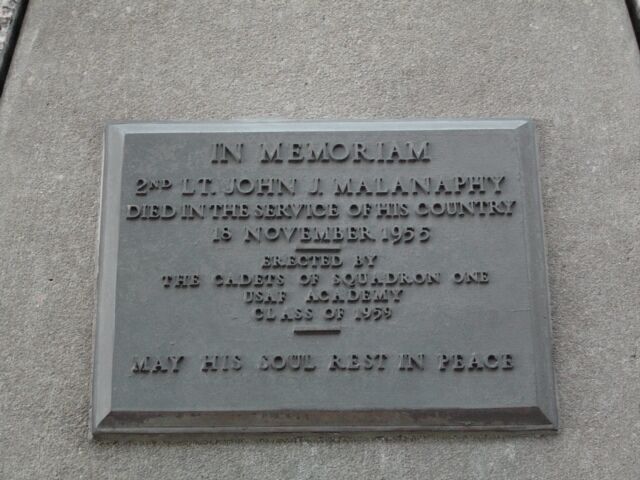 IN MEMORIAM
2ND LT. JOHN J. MALANAPHY
DIED IN THE SERVICE OF HIS COUNTRY
18 NOVEMBER 1955
ERECTED BY
THE CADETS OF SQUADRON ONE
USAF ACADEMY
CLASS OF 1959
MAY HIS SOUL REST IN PEACE